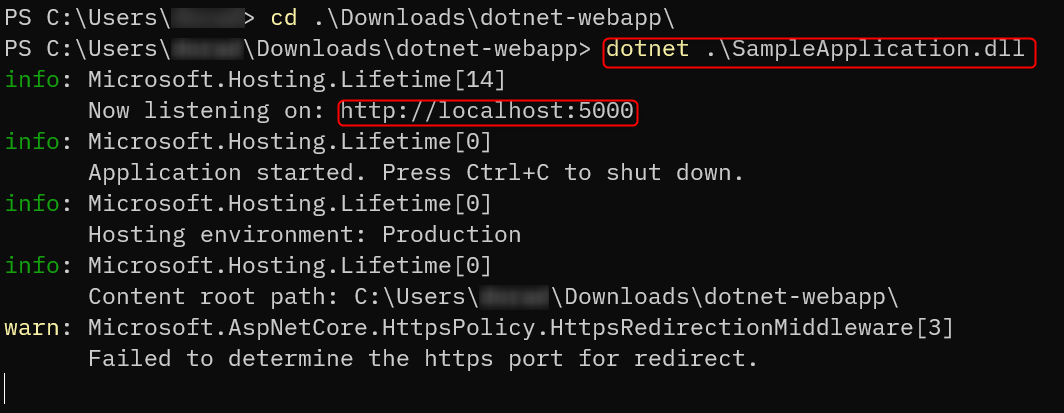 PS C:\Users\> cd .\Downloads\dotnet-webapp\
PS C:\Users\\Downloads\dotnet-webapp> dotnet .\SampleApplication.dll
info: Microsoft.Hosting.Lifetime[14]
Now listening on: http://localhost:5000
info: Microsoft.Hosting.Lifetime[0]
Application started. Press Ctrl+C to shut down.
info: Microsoft.Hosting.Lifetime[0]
Hosting environment: Production
info: Microsoft.Hosting.Lifetime[0]
Content root path: C:\Users\\Downloads\dotnet-webapp\
warn: Microsoft.AspNetCore.HttpsPolicy.HttpsRedirectionMiddleware[3]
Failed to determine the https port for redirect.